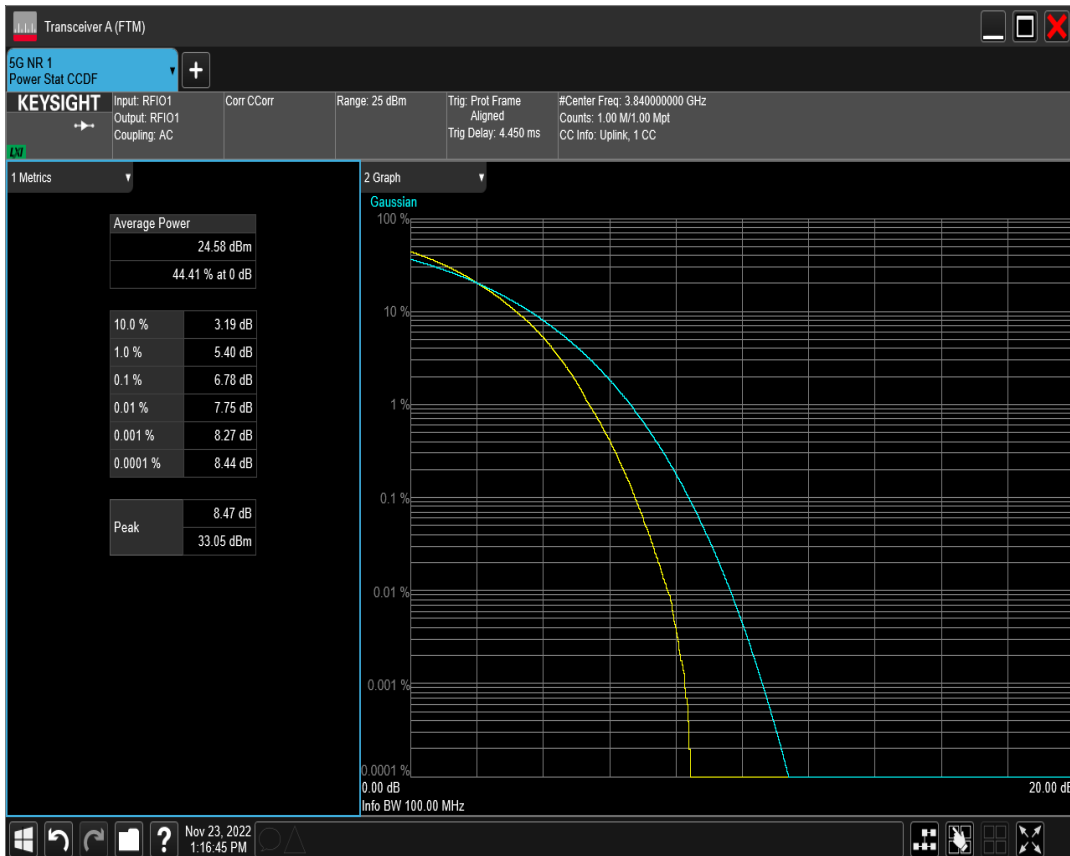 Transceiver A (FTM)
5G NR 1
Power Stat CCDF
+
KEYSIGHT
LXI
Input: RFIO1
Output: RFIO1
Coupling: AC
Corr CCorr
Range: 25 dBm
Trig: Prot Frame
Aligned
Trig Delay: 4.450 ms
#Center Freq: 3.840000000 GHz
Counts: 1.00 M/1.00 Mpt
CC Info: Uplink, 1 CC
1 Metrics
Average Power
24.58 dBm
44.41 % at 0 dB
10.0 % 3.19 dB
1.0 % 5.40 dB
0.1 % 6.78 dB
0.01 % 7.75 dB
0.001 % 8.27 dB
0.0001 % 8.44 dB
Peak
8.47 dB
33.05 dBm
2 Graph
Gaussian
100 %
10 %
1 %
0.1 %
0.01 %
0.001 %
0.0001 %
0.00 dB 20.00 dB
Info BW 100.00 MHz
?
Nov 23, 2022
1:16:45 PM